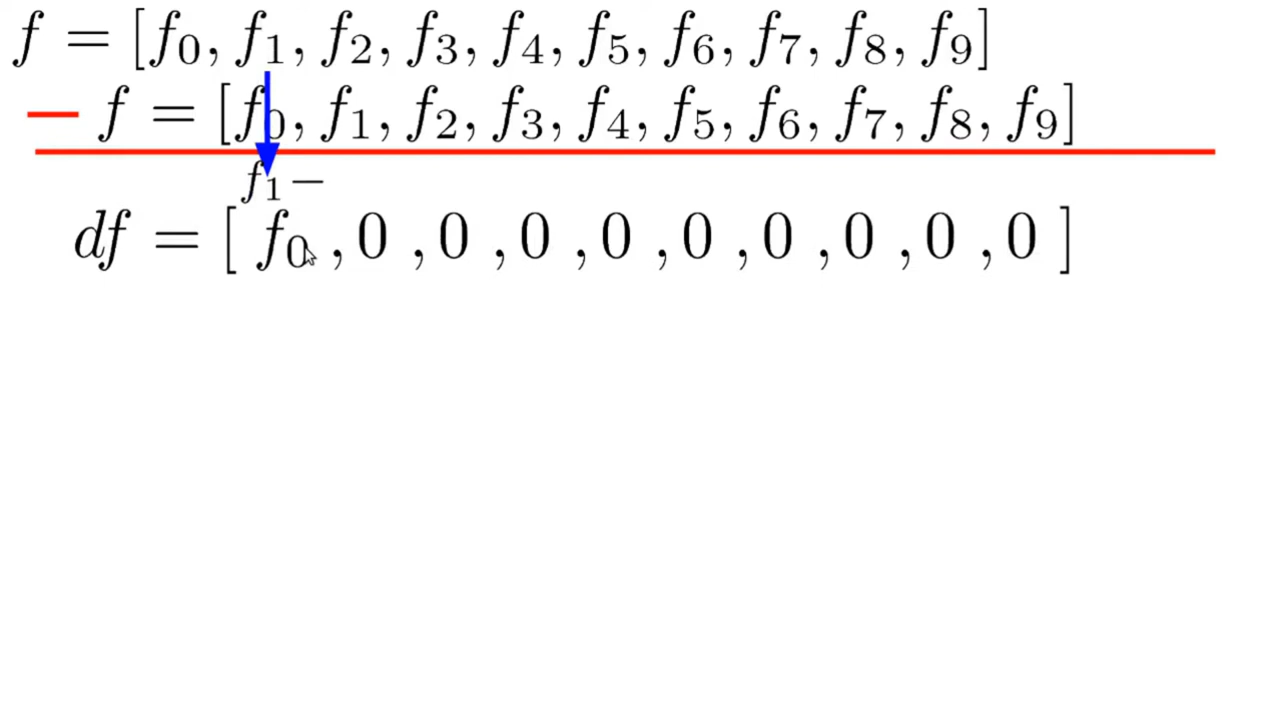 f = [f₀, f₁, f₂, f₃, f₄, f₅, f₆, f₇, f₈, f₉]
— f = [f₀, f₁, f₂, f₃, f₄, f₅, f₆, f₇, f₈, f₉]
f₁ −
df = [ f₀ , 0 , 0 , 0 , 0 , 0 , 0 , 0 , 0 , 0 ]